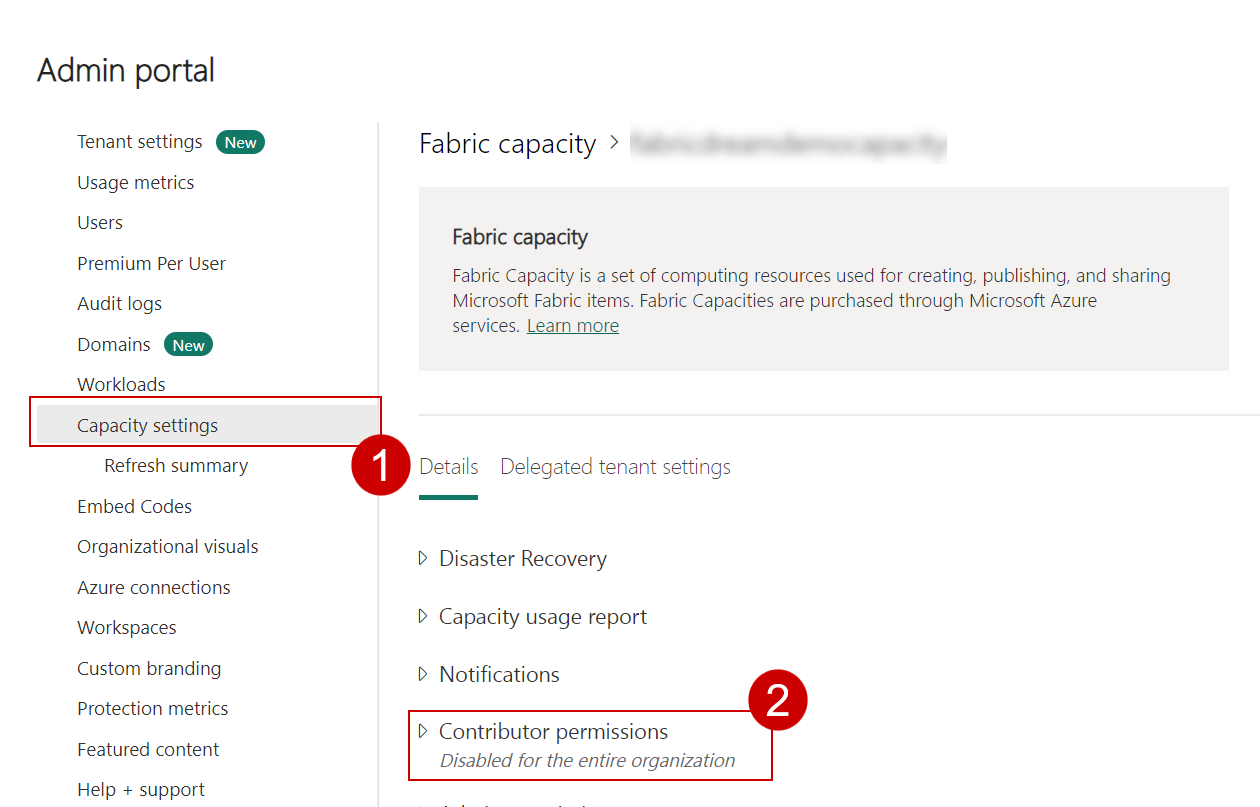 Admin portal
Tenant settings New
Usage metrics
Users
Premium Per User
Audit logs
Domains New
Workloads
Capacity settings
Refresh summary
Embed Codes
Organizational visuals
Azure connections
Workspaces
Custom branding
Protection metrics
Featured content
Help + support
1
Fabric capacity >
Fabric capacity
Fabric Capacity is a set of computing resources used for creating, publishing, and sharing
Microsoft Fabric items. Fabric Capacities are purchased through Microsoft Azure
services. Learn more
Details Delegated tenant settings
Disaster Recovery
Capacity usage report
Notifications
2
Contributor permissions
Disabled for the entire organization